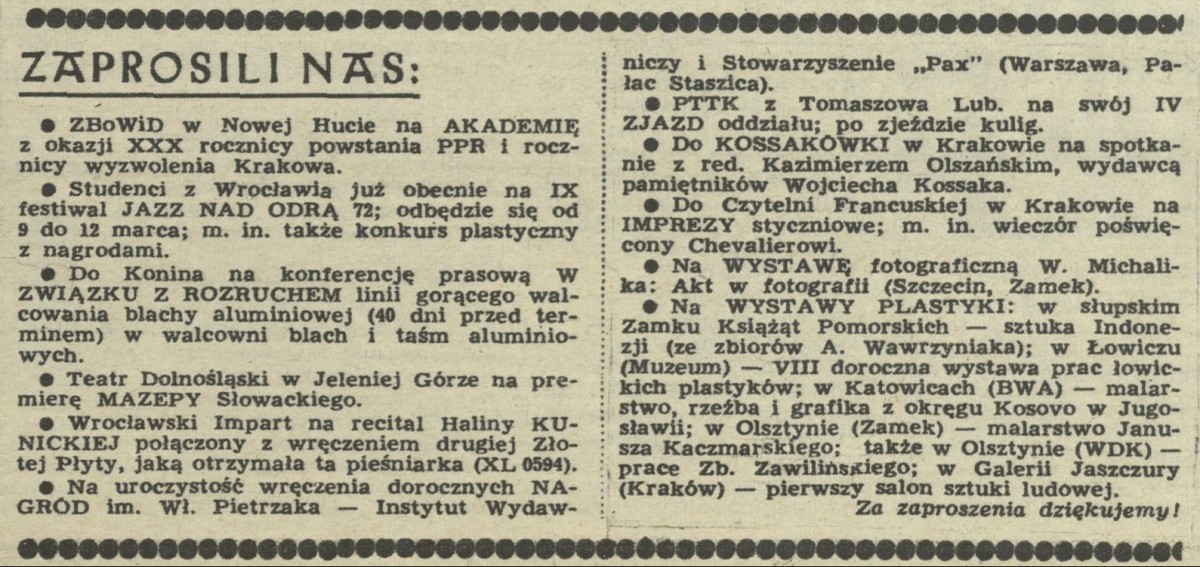 ZAPROSILI NAS:
● ZBoWiD w Nowej Hucie na AKADEMIĘ
z okazji XXX rocznicy powstania PPR i rocz-
nicy wyzwolenia Krakowa.
● Studenci z Wrocławia już obecnie na IX
festiwal JAZZ NAD ODRĄ 72; odbędzie się od
9 do 12 marca; m. in. także konkurs plastyczny
z nagrodami.
● Do Konina na konferencję prasową W
ZWIĄZKU Z ROZRUCHEM linii gorącego wal-
cowania blachy aluminiowej (40 dni przed ter-
minem) w walcowni blach i taśm aluminio-
wych.
● Teatr Dolnośląski w Jeleniej Górze na pre-
mierę MAZEPY Słowackiego.
● Wrocławski Impart na recital Haliny KU-
NICKIEJ połączony z wręczeniem drugiej Zło-
tej Płyty, jaką otrzymała ta pieśniarka (XL 0594).
● Na uroczystość wręczenia dorocznych NA-
GRÓD im. Wł. Pietrzaka — Instytut Wydaw-
niczy i Stowarzyszenie „Pax" (Warszawa, Pa-
łac Staszica).
● PTTK z Tomaszowa Lub. na swój IV
ZJAZD oddziału; po zjeździe kulig.
● Do KOSSAKÓWKI w Krakowie na spotka-
nie z red. Kazimierzem Olszańskim, wydawcą
pamiętników Wojciecha Kossaka.
● Do Czytelni Francuskiej w Krakowie na
IMPREZY styczniowe; m. in. wieczór poświę-
cony Chevalierowi.
● Na WYSTAWĘ fotograficzną W. Michali-
ka: Akt w fotografii (Szczecin, Zamek).
● Na WYSTAWY PLASTYKI: w słupskim
Zamku Książąt Pomorskich — sztuka Indone-
zji (ze zbiorów A. Wawrzyniaka); w Łowiczu
(Muzeum) — VIII doroczna wystawa prac łowic-
kich plastyków; w Katowicach (BWA) — malar-
stwo, rzeźba i grafika z okręgu Kosovo w Jugo-
sławii; w Olsztynie (Zamek) — malarstwo Janu-
sza Kaczmarskiego; także w Olsztynie (WDK) —
prace Zb. Zawilińskiego; w Galerii Jaszczury
(Kraków) — pierwszy salon sztuki ludowej.
Za zaproszenia dziękujemy!